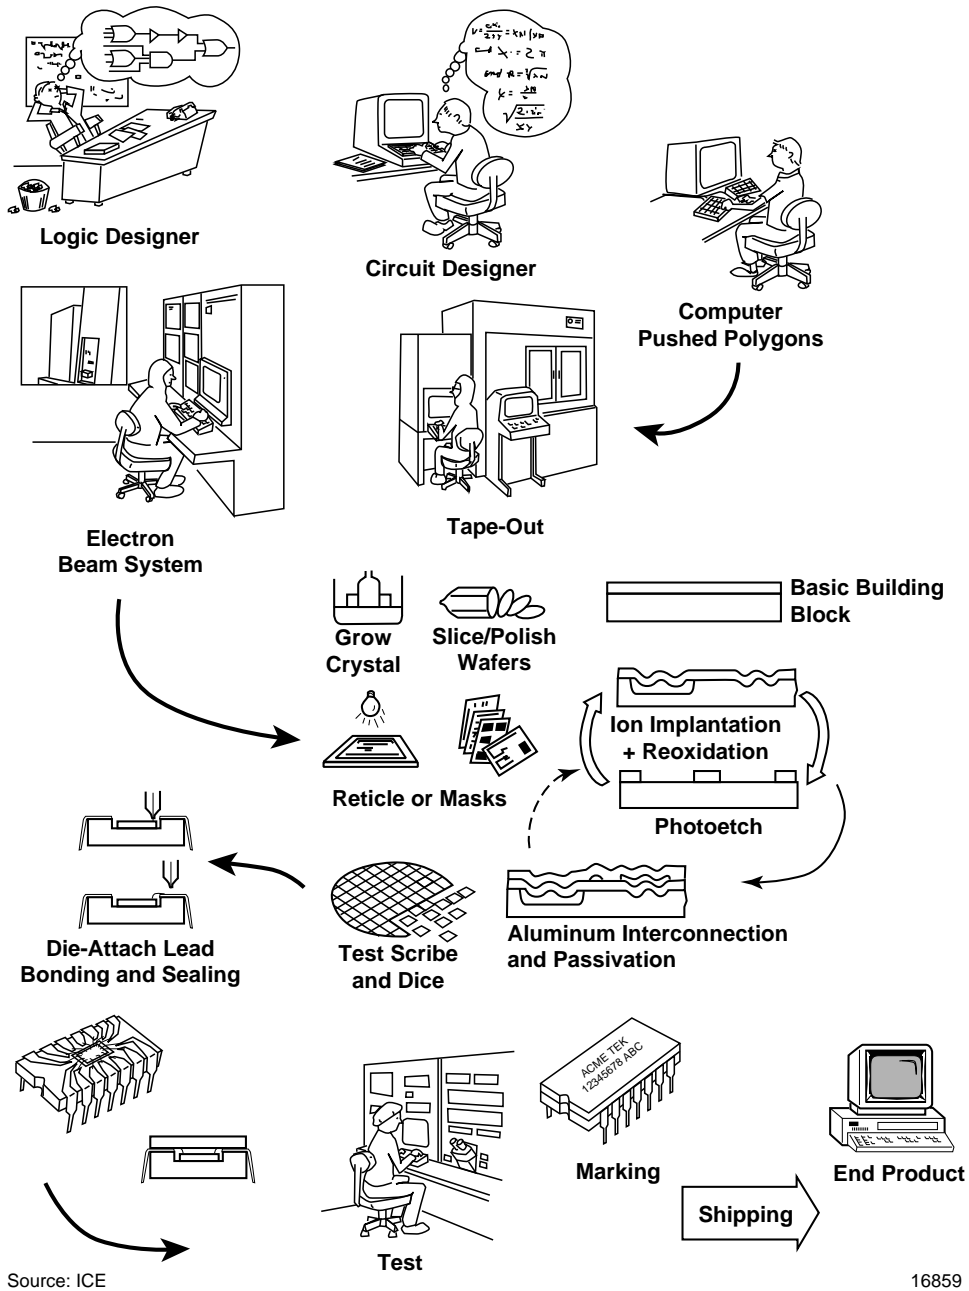 Logic Designer
Circuit Designer
Computer
Pushed Polygons
Electron
Beam System
Tape-Out
Grow
Crystal
Slice/Polish
Wafers
Basic Building
Block
Ion Implantation
+ Reoxidation
Reticle or Masks
Photoetch
Die-Attach Lead
Bonding and Sealing
Test Scribe
and Dice
Aluminum Interconnection
and Passivation
ACME TEK
12345678 ABC
Marking
End Product
Shipping
Test
Source: ICE
16859